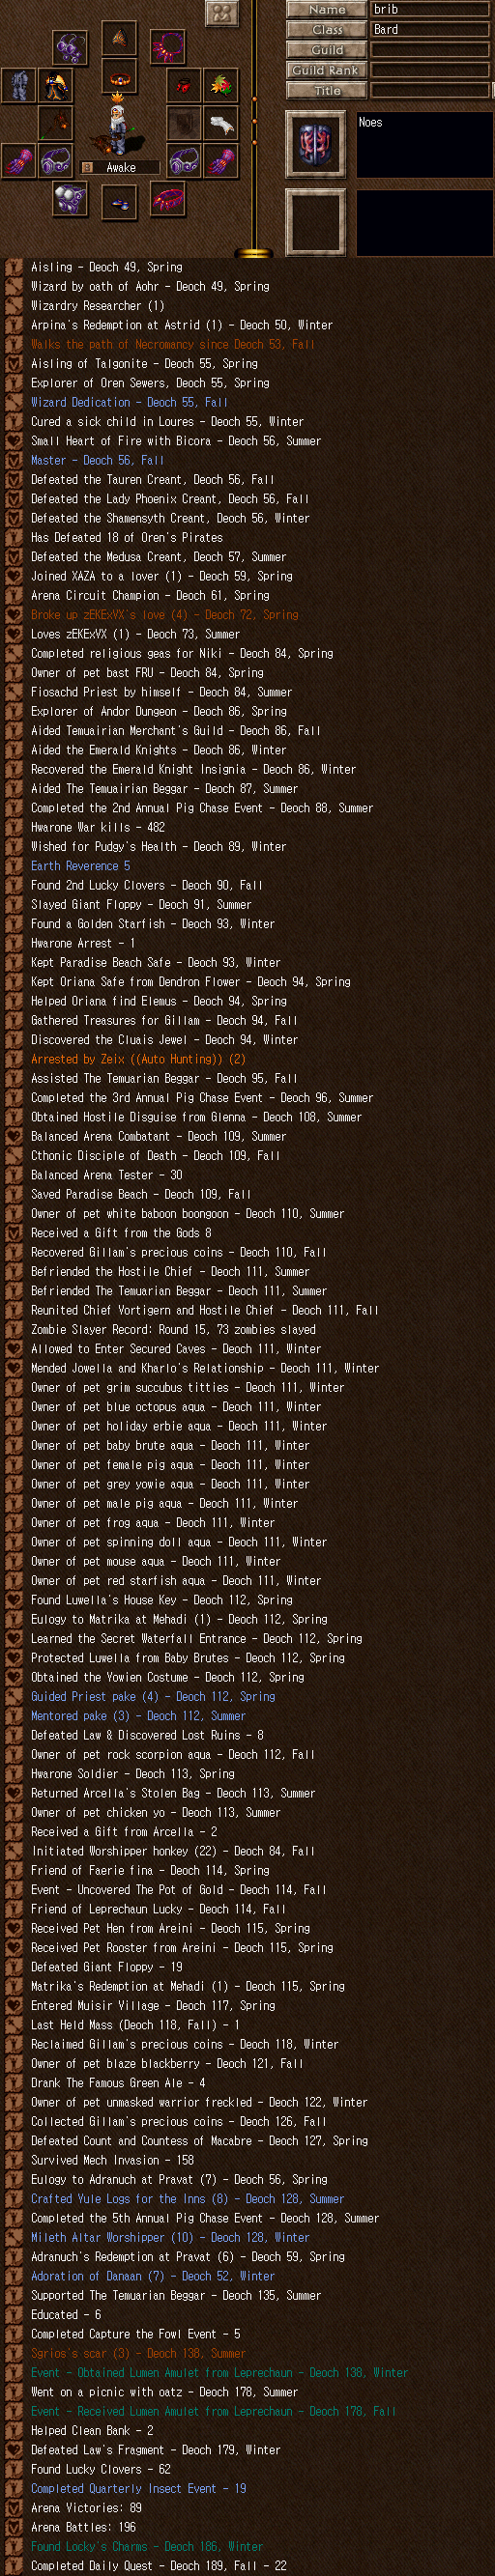 Name brib
Class Bard
Guild
Guild Rank
Title
Noes
Awake
Aisling - Deoch 49, Spring
Wizard by oath of Aohr - Deoch 49, Spring
Wizardry Researcher (1)
Arpina's Redemption at Astrid (1) - Deoch 50, Winter
Walks the path of Necromancy since Deoch 53, Fall
Aisling of Talgonite - Deoch 55, Spring
Explorer of Oren Sewers, Deoch 55, Spring
Wizard Dedication - Deoch 55, Fall
Cured a sick child in Loures - Deoch 55, Winter
Small Heart of Fire with Bicora - Deoch 56, Summer
Master - Deoch 56, Fall
Defeated the Tauren Creant, Deoch 56, Fall
Defeated the Lady Phoenix Creant, Deoch 56, Fall
Defeated the Shamensyth Creant, Deoch 56, Winter
Has Defeated 18 of Oren's Pirates
Defeated the Medusa Creant, Deoch 57, Summer
Joined XAZA to a lover (1) - Deoch 59, Spring
Arena Circuit Champion - Deoch 61, Spring
Broke up zEKExVX's love (4) - Deoch 72, Spring
Loves zEKExVX (1) - Deoch 73, Summer
Completed religious geas for Niki - Deoch 84, Spring
Owner of pet bast FRU - Deoch 84, Spring
Fiosachd Priest by himself - Deoch 84, Summer
Explorer of Andor Dungeon - Deoch 86, Spring
Aided Temuairian Merchant's Guild - Deoch 86, Fall
Aided the Emerald Knights - Deoch 86, Winter
Recovered the Emerald Knight Insignia - Deoch 86, Winter
Aided The Temuairian Beggar - Deoch 87, Summer
Completed the 2nd Annual Pig Chase Event - Deoch 88, Summer
Hwarone War kills - 482
Wished for Pudgy's Health - Deoch 89, Winter
Earth Reverence 5
Found 2nd Lucky Clovers - Deoch 90, Fall
Slayed Giant Floppy - Deoch 91, Summer
Found a Golden Starfish - Deoch 93, Winter
Hwarone Arrest - 1
Kept Paradise Beach Safe - Deoch 93, Winter
Kept Oriana Safe from Dendron Flower - Deoch 94, Spring
Helped Oriana find Elemus - Deoch 94, Spring
Gathered Treasures for Gillam - Deoch 94, Fall
Discovered the Cluais Jewel - Deoch 94, Winter
Arrested by Zeix ((Auto Hunting)) (2)
Assisted The Temuarian Beggar - Deoch 95, Fall
Completed the 3rd Annual Pig Chase Event - Deoch 96, Summer
Obtained Hostile Disguise from Glenna - Deoch 108, Summer
Balanced Arena Combatant - Deoch 109, Summer
Cthonic Disciple of Death - Deoch 109, Fall
Balanced Arena Tester - 30
Saved Paradise Beach - Deoch 109, Fall
Owner of pet white baboon boongoon - Deoch 110, Summer
Received a Gift from the Gods 8
Recovered Gillam's precious coins - Deoch 110, Fall
Befriended the Hostile Chief - Deoch 111, Summer
Befriended The Temuarian Beggar - Deoch 111, Summer
Reunited Chief Vortigern and Hostile Chief - Deoch 111, Fall
Zombie Slayer Record: Round 15, 73 zombies slayed
Allowed to Enter Secured Caves - Deoch 111, Winter
Mended Jowella and Kharlo's Relationship - Deoch 111, Winter
Owner of pet grim succubus titties - Deoch 111, Winter
Owner of pet blue octopus aqua - Deoch 111, Winter
Owner of pet holiday erbie aqua - Deoch 111, Winter
Owner of pet baby brute aqua - Deoch 111, Winter
Owner of pet female pig aqua - Deoch 111, Winter
Owner of pet grey yowie aqua - Deoch 111, Winter
Owner of pet male pig aqua - Deoch 111, Winter
Owner of pet frog aqua - Deoch 111, Winter
Owner of pet spinning doll aqua - Deoch 111, Winter
Owner of pet mouse aqua - Deoch 111, Winter
Owner of pet red starfish aqua - Deoch 111, Winter
Found Luwella's House Key - Deoch 112, Spring
Eulogy to Matrika at Mehadi (1) - Deoch 112, Spring
Learned the Secret Waterfall Entrance - Deoch 112, Spring
Protected Luwella from Baby Brutes - Deoch 112, Spring
Obtained the Yowien Costume - Deoch 112, Spring
Guided Priest pake (4) - Deoch 112, Spring
Mentored pake (3) - Deoch 112, Summer
Defeated Law & Discovered Lost Ruins - 8
Owner of pet rock scorpion aqua - Deoch 112, Fall
Hwarone Soldier - Deoch 113, Spring
Returned Arcella's Stolen Bag - Deoch 113, Summer
Owner of pet chicken yo - Deoch 113, Summer
Received a Gift from Arcella - 2
Initiated Worshipper honkey (22) - Deoch 84, Fall
Friend of Faerie fina - Deoch 114, Spring
Event - Uncovered The Pot of Gold - Deoch 114, Fall
Friend of Leprechaun Lucky - Deoch 114, Fall
Received Pet Hen from Areini - Deoch 115, Spring
Received Pet Rooster from Areini - Deoch 115, Spring
Defeated Giant Floppy - 19
Matrika's Redemption at Mehadi (1) - Deoch 115, Spring
Entered Muisir Village - Deoch 117, Spring
Last Held Mass (Deoch 118, Fall) - 1
Reclaimed Gillam's precious coins - Deoch 118, Winter
Owner of pet blaze blackberry - Deoch 121, Fall
Drank The Famous Green Ale - 4
Owner of pet unmasked warrior freckled - Deoch 122, Winter
Collected Gillam's precious coins - Deoch 126, Fall
Defeated Count and Countess of Macabre - Deoch 127, Spring
Survived Mech Invasion - 158
Eulogy to Adranuch at Pravat (7) - Deoch 56, Spring
Crafted Yule Logs for the Inns (8) - Deoch 128, Summer
Completed the 5th Annual Pig Chase Event - Deoch 128, Summer
Mileth Altar Worshipper (10) - Deoch 128, Winter
Adranuch's Redemption at Pravat (6) - Deoch 59, Spring
Adoration of Danaan (7) - Deoch 52, Winter
Supported The Temuarian Beggar - Deoch 135, Summer
Educated - 6
Completed Capture the Fowl Event - 5
Sgrios's scar (3) - Deoch 138, Summer
Event - Obtained Lumen Amulet from Leprechaun - Deoch 138, Winter
Went on a picnic with oatz - Deoch 178, Summer
Event - Received Lumen Amulet from Leprechaun - Deoch 178, Fall
Helped Clean Bank - 2
Defeated Law's Fragment - Deoch 179, Winter
Found Lucky Clovers - 62
Completed Quarterly Insect Event - 19
Arena Victories: 89
Arena Battles: 196
Found Locky's Charms - Deoch 186, Winter
Completed Daily Quest - Deoch 189, Fall - 22